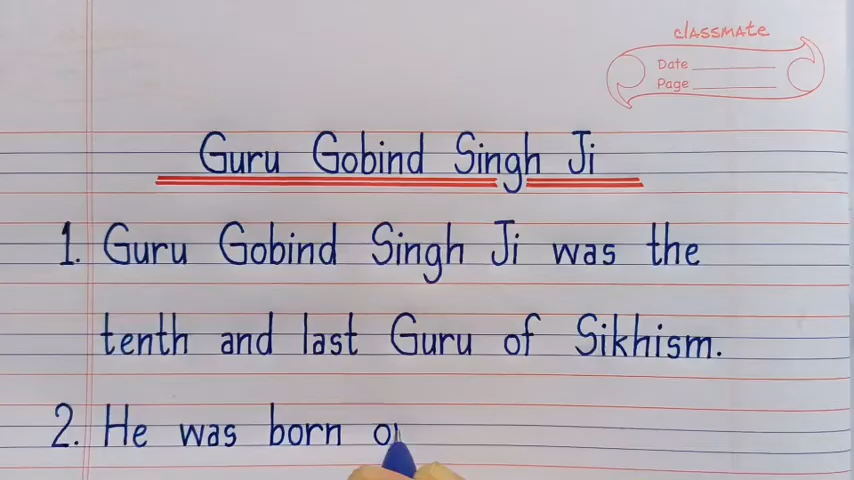 classmate
Date
Page
Guru Gobind Singh Ji
1. Guru Gobind Singh Ji was the
tenth and last Guru of Sikhism.
2. He was born